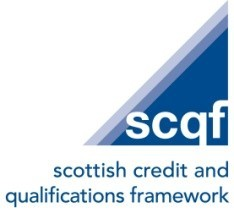 scqf
scottish credit and
qualifications framework